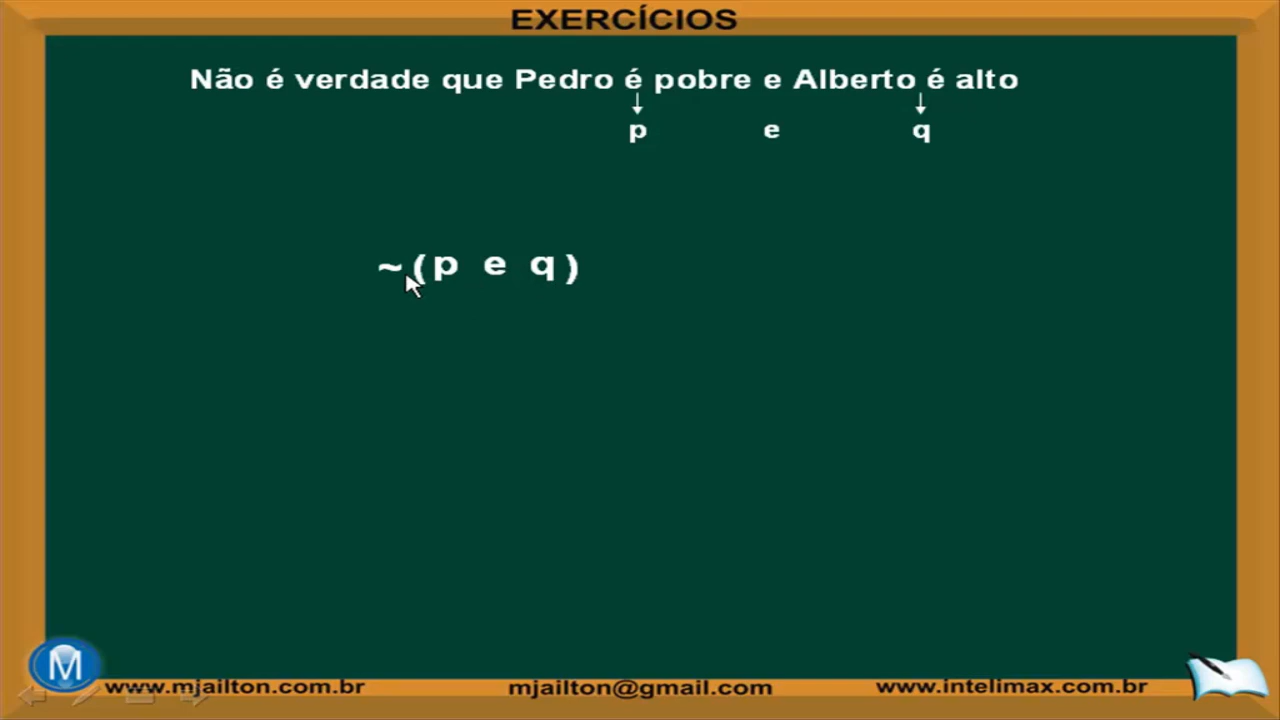 EXERCÍCIOS
Não é verdade que Pedro é pobre e Alberto é alto
p e q
~(p e q)
M
www.mjailton.com.br mjailton@gmail.com www.intelimax.com.br